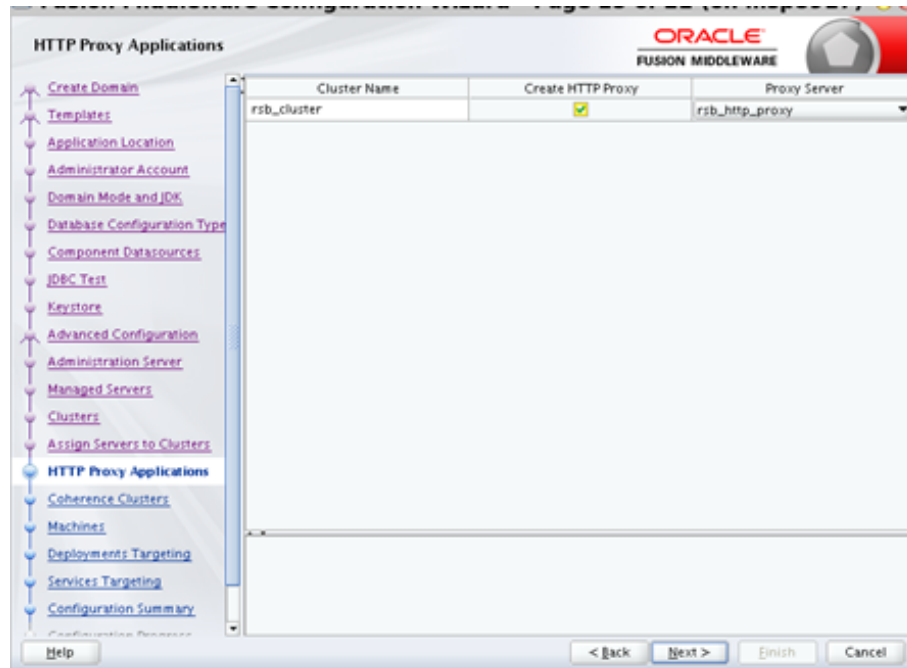 HTTP Proxy Applications
ORACLE
FUSION MIDDLEWARE
Create Domain
Templates
Application Location
Administrator Account
Domain Mode and JDK
Database Configuration Type
Component Datasources
JDBC Test
Keystore
Advanced Configuration
Administration Server
Managed Servers
Clusters
Assign Servers to Clusters
HTTP Proxy Applications
Coherence Clusters
Machines
Deployments Targeting
Services Targeting
Configuration Summary
Configuration Progress
Cluster Name Create HTTP Proxy Proxy Server
rsb_cluster rsb_http_proxy
Help < Back Next > Finish Cancel